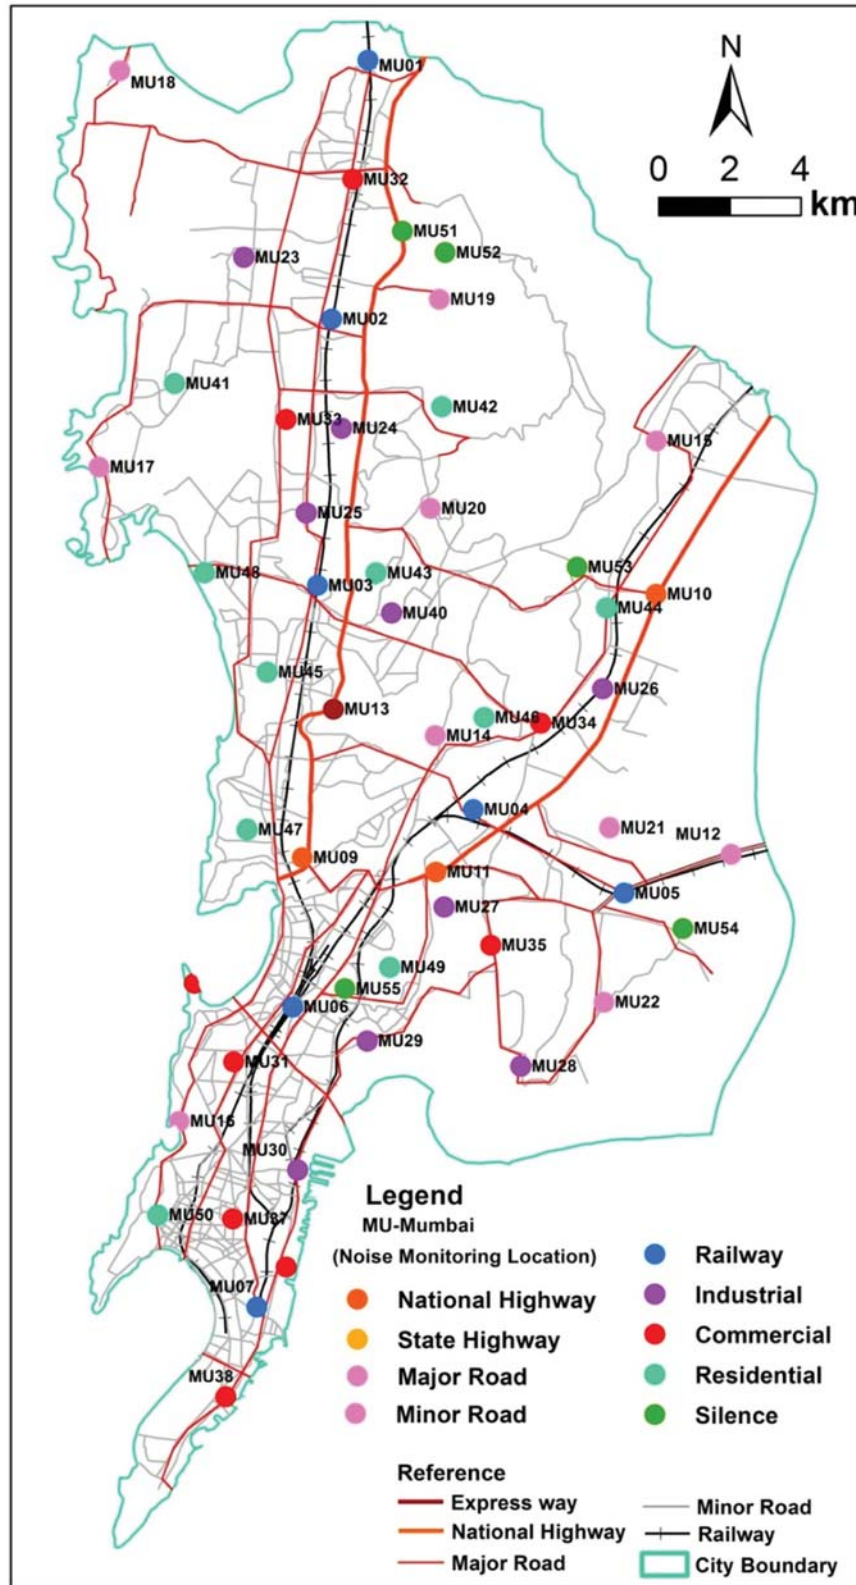 N
MU01
MU18
0 2 4
km
MU32
MU51
MU52
MU23
MU19
MU02
MU41
MU42
MU33
MU24
MU15
MU17
MU25
MU20
MU53
MU48
MU43
MU03
MU10
MU44
MU40
MU45
MU26
MU13
MU46
MU34
MU14
MU04
MU21
MU12
MU47
MU09
MU11
MU05
MU27
MU54
MU35
MU49
MU55
MU06
MU22
MU29
MU31
MU28
MU16
MU30
MU50
MU37
MU07
MU38
Legend
MU-Mumbai
(Noise Monitoring Location)
National Highway
State Highway
Major Road
Minor Road
Railway
Industrial
Commercial
Residential
Silence
Reference
Express way
National Highway
Major Road
Minor Road
Railway
City Boundary